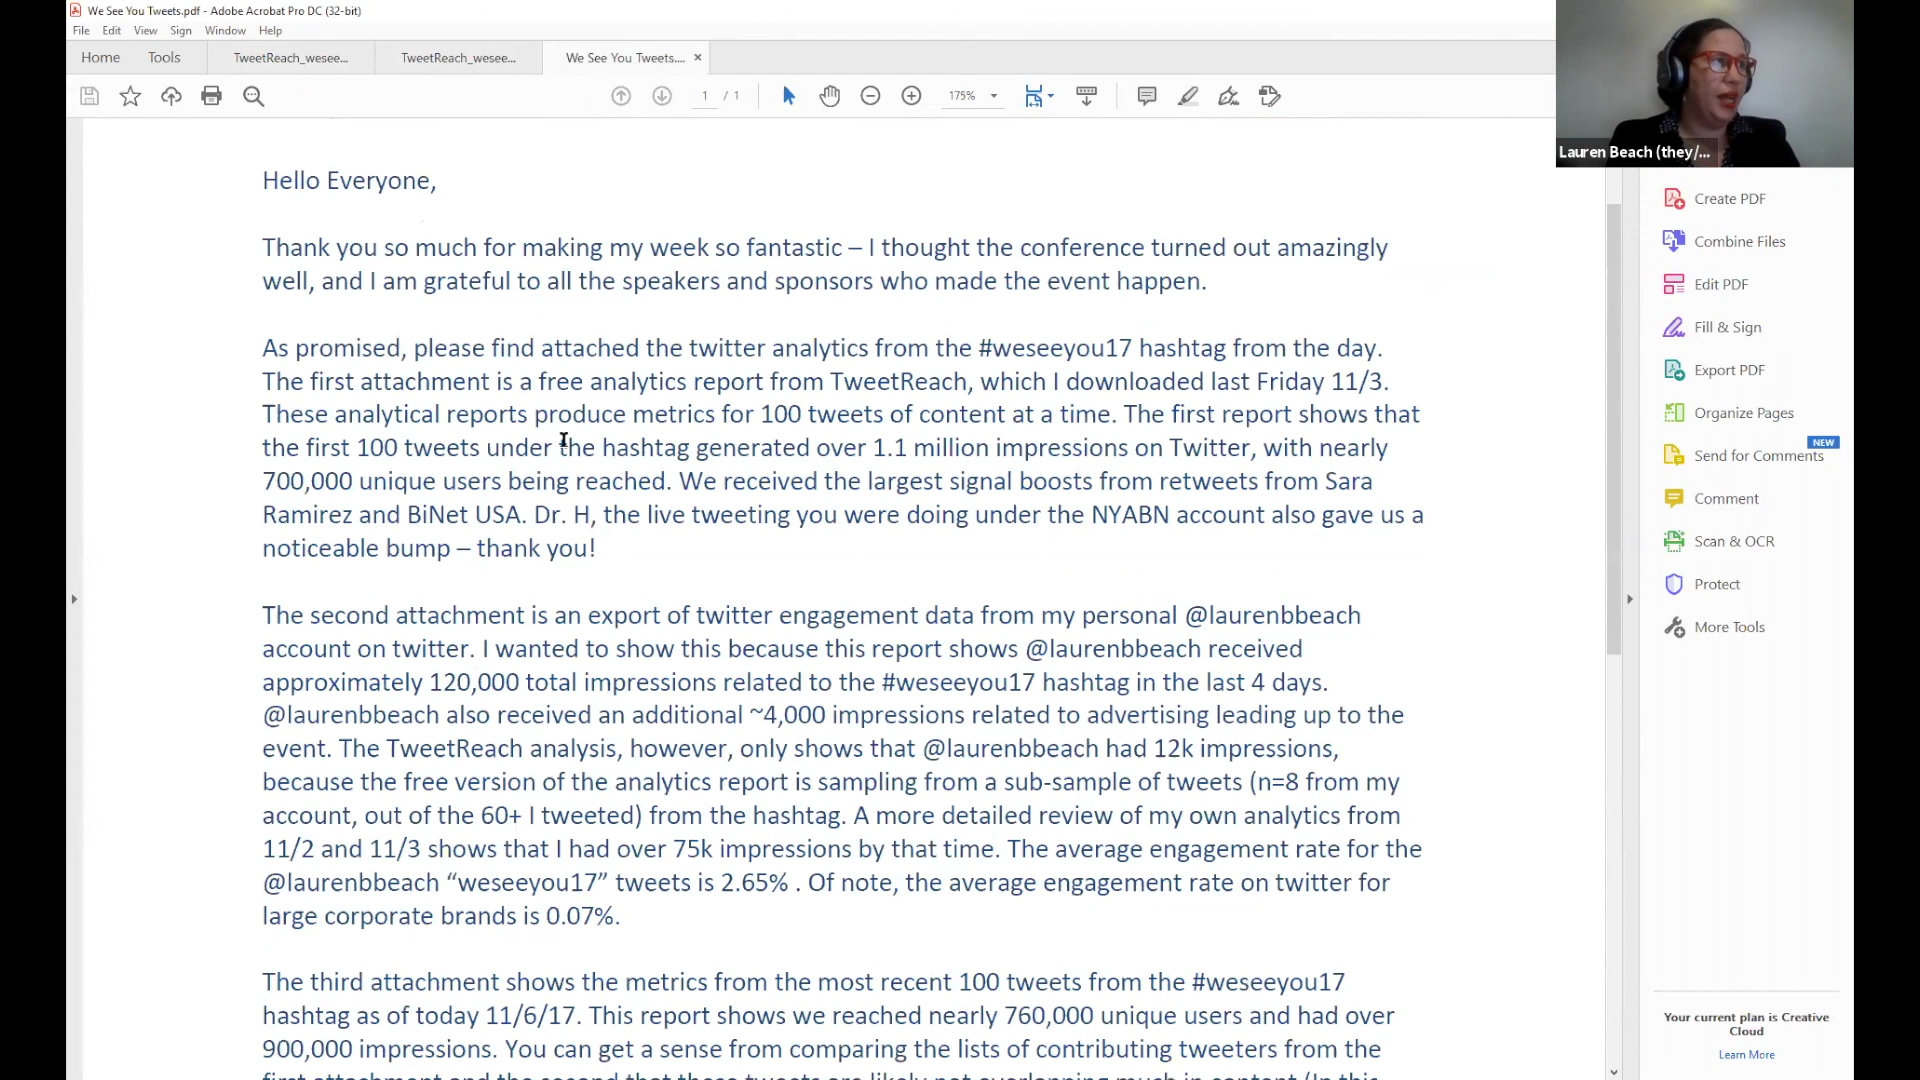 We See You Tweets.pdf - Adobe Acrobat Pro DC (32-bit)
File Edit View Sign Window Help
Home Tools TweetReach_wesee... TweetReach_wesee... We See You Tweets.... ×
1 / 1 175%
Lauren Beach (they/...
Hello Everyone,
Thank you so much for making my week so fantastic – I thought the conference turned out amazingly
well, and I am grateful to all the speakers and sponsors who made the event happen.
As promised, please find attached the twitter analytics from the #weseeyou17 hashtag from the day.
The first attachment is a free analytics report from TweetReach, which I downloaded last Friday 11/3.
These analytical reports produce metrics for 100 tweets of content at a time. The first report shows that
the first 100 tweets under the hashtag generated over 1.1 million impressions on Twitter, with nearly
700,000 unique users being reached. We received the largest signal boosts from retweets from Sara
Ramirez and BiNet USA. Dr. H, the live tweeting you were doing under the NYABN account also gave us a
noticeable bump – thank you!
The second attachment is an export of twitter engagement data from my personal @laurenbbeach
account on twitter. I wanted to show this because this report shows @laurenbbeach received
approximately 120,000 total impressions related to the #weseeyou17 hashtag in the last 4 days.
@laurenbbeach also received an additional ~4,000 impressions related to advertising leading up to the
event. The TweetReach analysis, however, only shows that @laurenbbeach had 12k impressions,
because the free version of the analytics report is sampling from a sub-sample of tweets (n=8 from my
account, out of the 60+ I tweeted) from the hashtag. A more detailed review of my own analytics from
11/2 and 11/3 shows that I had over 75k impressions by that time. The average engagement rate for the
@laurenbbeach “weseeyou17” tweets is 2.65% . Of note, the average engagement rate on twitter for
large corporate brands is 0.07%.
The third attachment shows the metrics from the most recent 100 tweets from the #weseeyou17
hashtag as of today 11/6/17. This report shows we reached nearly 760,000 unique users and had over
900,000 impressions. You can get a sense from comparing the lists of contributing tweeters from the
first attachment and the second that these tweets are likely not overlapping much in content (In this
Create PDF
Combine Files
Edit PDF
Fill & Sign
Export PDF
Organize Pages
NEW
Send for Comments
Comment
Scan & OCR
Protect
More Tools
Your current plan is Creative
Cloud
Learn More